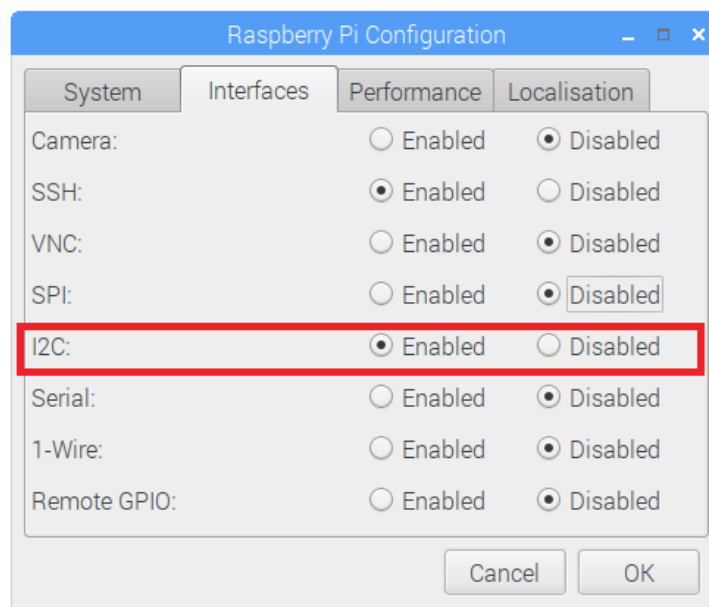 Raspberry Pi Configuration
System Interfaces Performance Localisation
Camera: Enabled Disabled
SSH: Enabled Disabled
VNC: Enabled Disabled
SPI: Enabled Disabled
I2C: Enabled Disabled
Serial: Enabled Disabled
1-Wire: Enabled Disabled
Remote GPIO: Enabled Disabled
Cancel OK